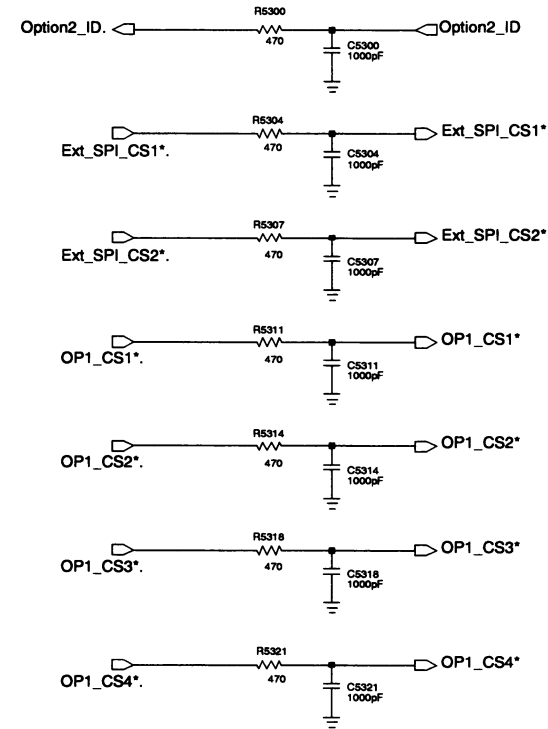 R5300
Option2_ID.
470
C5300
1000pF
Option2_ID
R5304
Ext_SPI_CS1*.
470
C5304
1000pF
Ext_SPI_CS1*
R5307
Ext_SPI_CS2*.
470
C5307
1000pF
Ext_SPI_CS2*
R5311
OP1_CS1*.
470
C5311
1000pF
OP1_CS1*
R5314
OP1_CS2*.
470
C5314
1000pF
OP1_CS2*
R5318
OP1_CS3*.
470
C5318
1000pF
OP1_CS3*
R5321
OP1_CS4*.
470
C5321
1000pF
OP1_CS4*